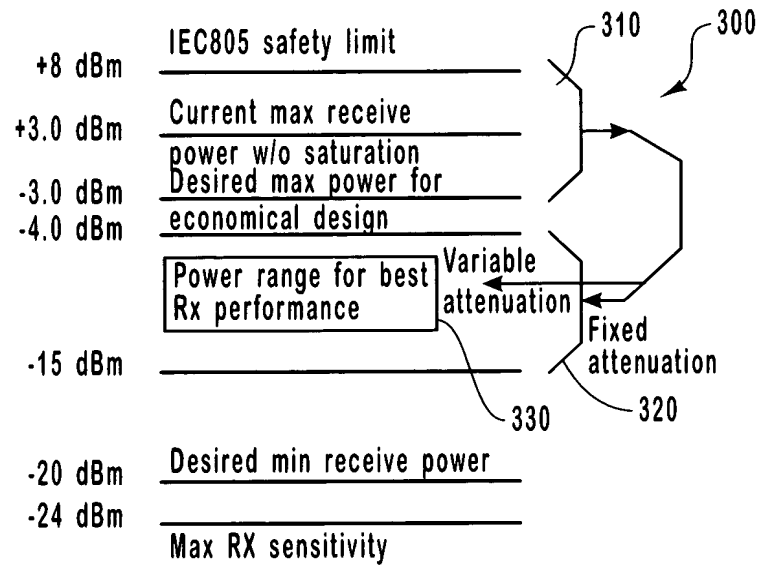 IEC805 safety limit
310
300
+8 dBm
Current max receive
+3.0 dBm
power w/o saturation
Desired max power for
-3.0 dBm
economical design
-4.0 dBm
Power range for best
Rx performance
Variable
attenuation
Fixed
attenuation
-15 dBm
320
330
Desired min receive power
-20 dBm
-24 dBm
Max RX sensitivity